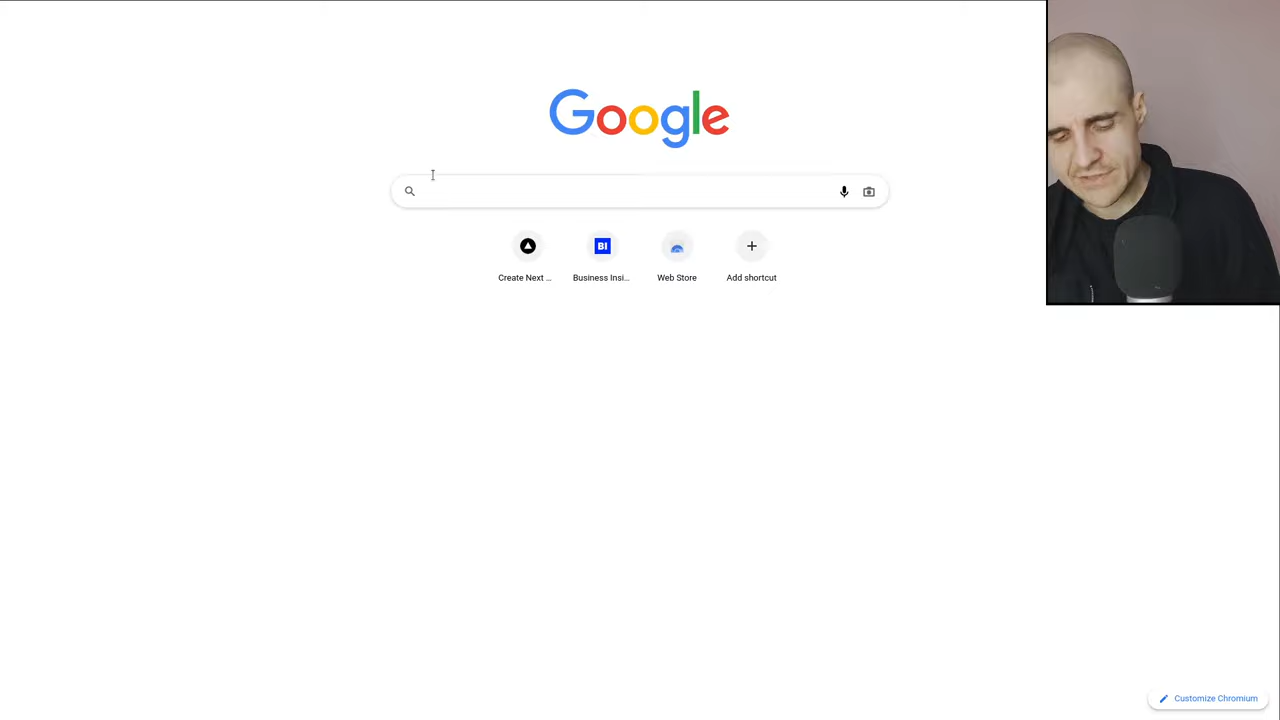 Google
BI
Create Next ...
Business Insi...
Web Store
Add shortcut
Customize Chromium